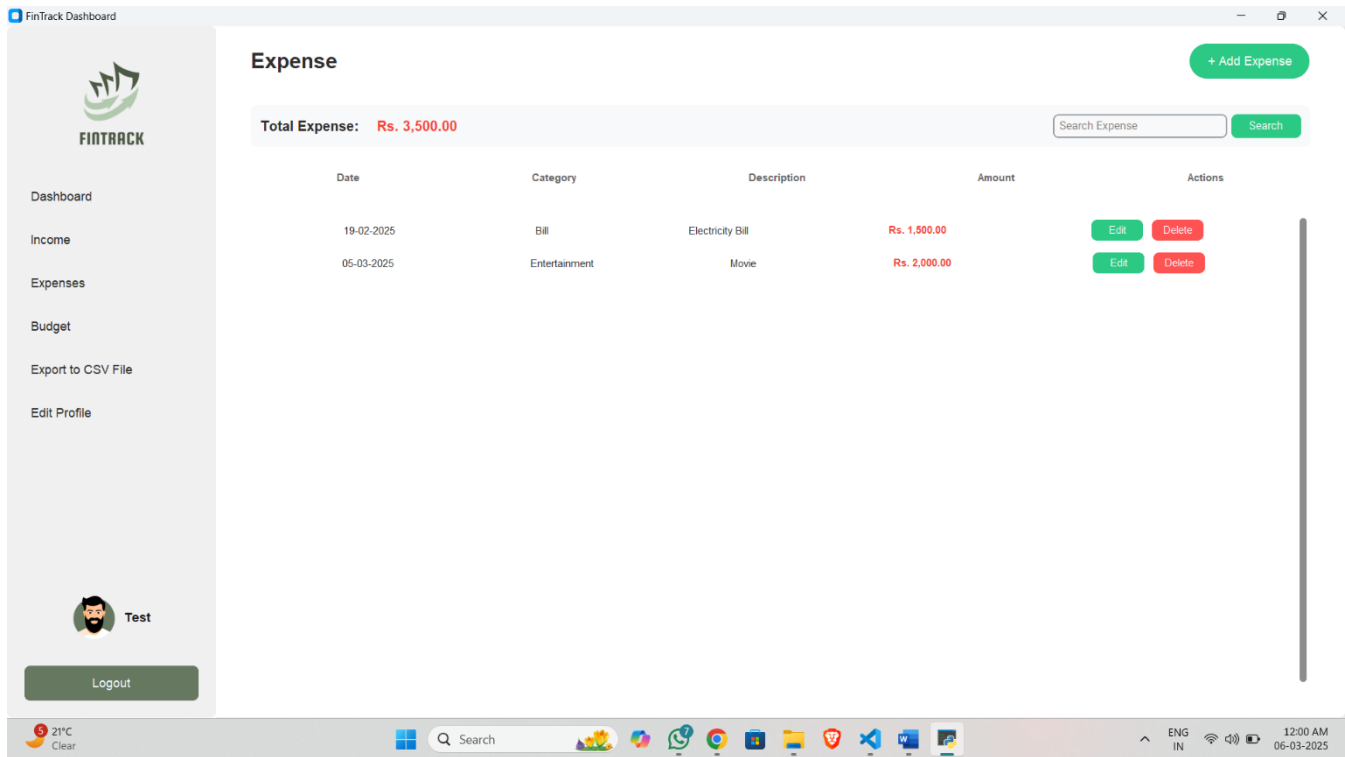 FinTrack Dashboard
FINTRACK
Dashboard
Income
Expenses
Budget
Export to CSV File
Edit Profile
Test
Logout
Expense
+ Add Expense
Total Expense: Rs. 3,500.00
Search Expense
Search
Date Category Description Amount Actions
19-02-2025 Bill Electricity Bill Rs. 1,500.00 Edit Delete
05-03-2025 Entertainment Movie Rs. 2,000.00 Edit Delete
5
21°C
Clear
Search
7
W
ENG
IN
12:00 AM
06-03-2025